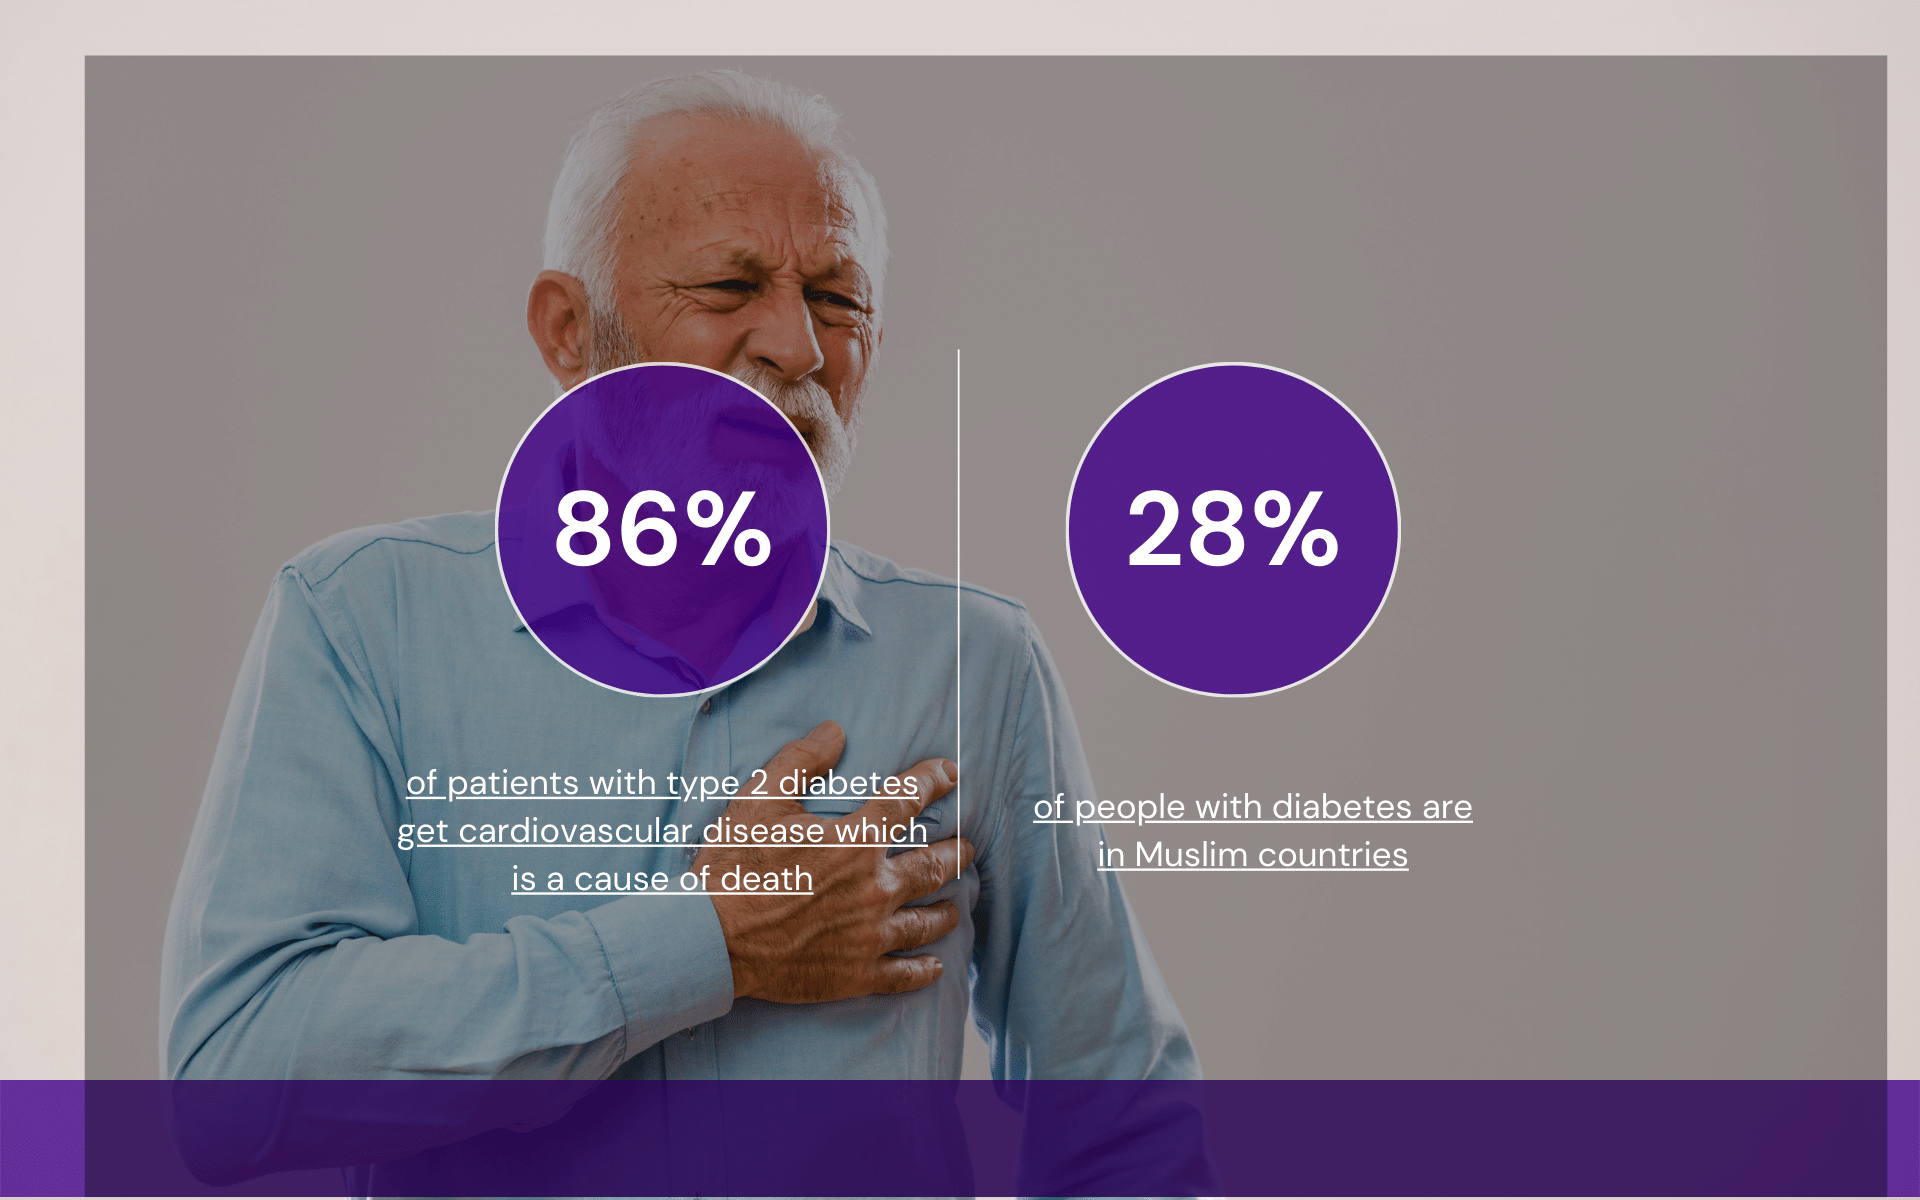 86%
of patients with type 2 diabetes
get cardiovascular disease which
is a cause of death
28%
of people with diabetes are
in Muslim countries